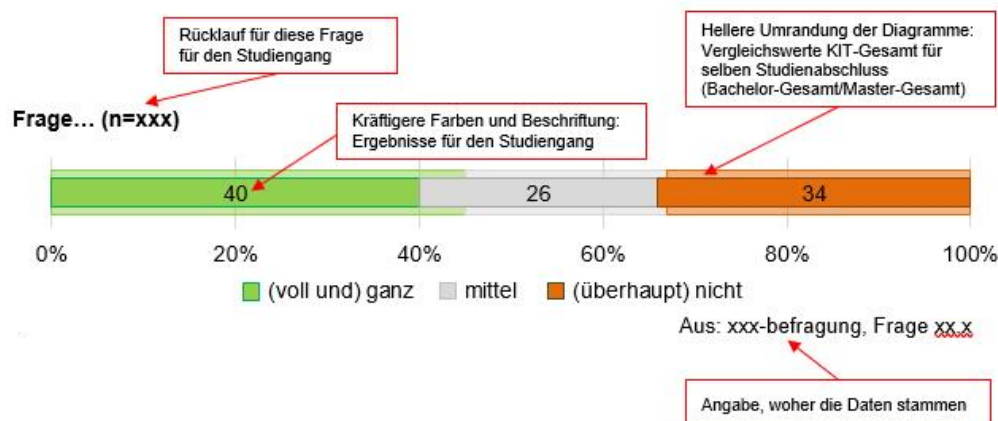 Rücklauf für diese Frage
für den Studiengang
Hellere Umrandung der Diagramme:
Vergleichswerte KIT-Gesamt für
selben Studienabschluss
(Bachelor-Gesamt/Master-Gesamt)
Frage... (n=xxx)
Kräftigere Farben und Beschriftung:
Ergebnisse für den Studiengang
40 26 34
0% 20% 40% 60% 80% 100%
(voll und) ganz mittel (überhaupt) nicht
Aus: xxx-befragung, Frage xx.x
Angabe, woher die Daten stammen